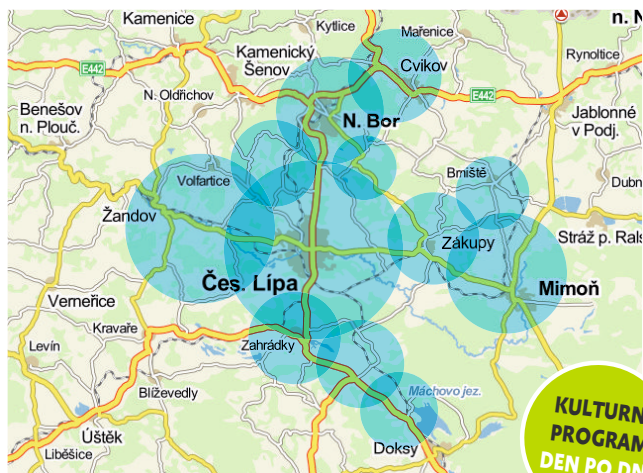 Kamenice
Kytlice
Mařenice
n. N
Kamenický
Šenov
Cvikov
Rynoltice
E442
E442
N. Oldřichov
Benešov
n. Plouč.
N. Bor
Jablonné
v Podj.
Volfartice
Brniště
Dubn
Žandov
Zákupy
Stráž p. Rals
Čes. Lípa
Mimoň
Verneřice
Kravaře
Zahrádky
Levín
Blíževedly
Máchovo jez.
Úštěk
Liběšice
Doksy
KULTURN
PROGRAM
DEN PO DN